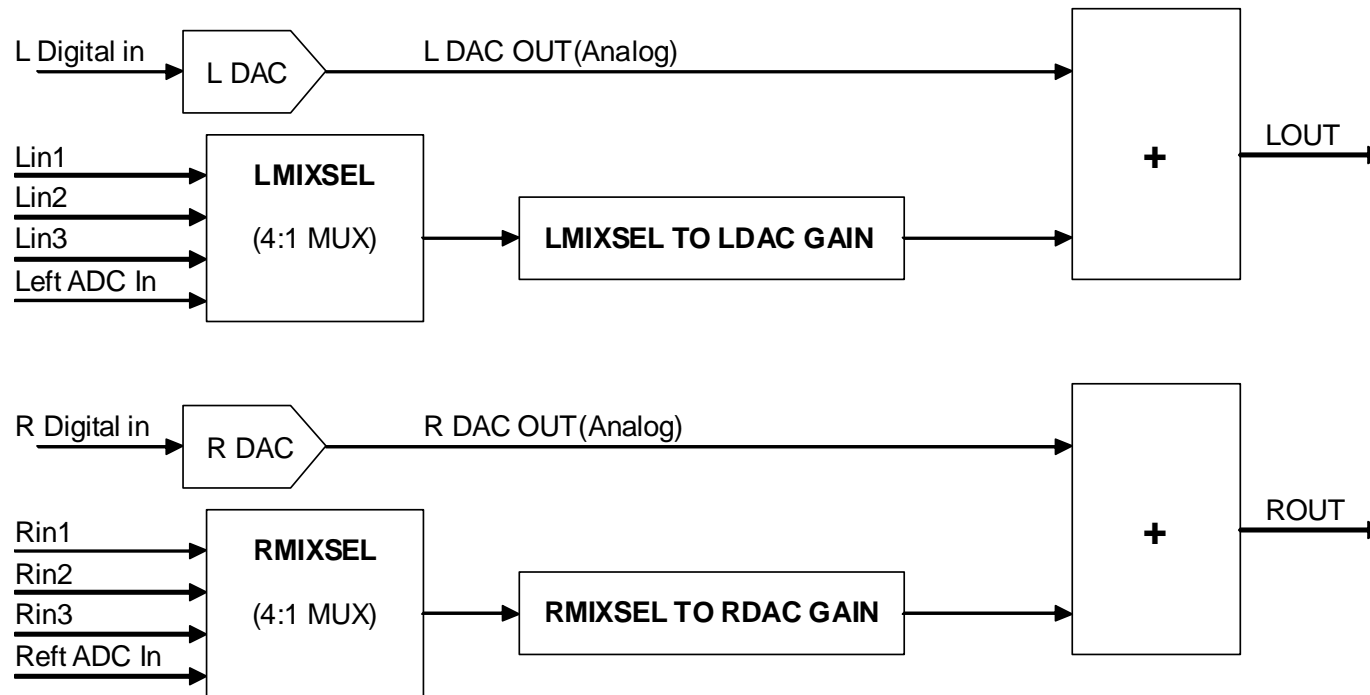 L Digital in
L DAC
L DAC OUT(Analog)
Lin1
Lin2
Lin3
Left ADC In
LMIXSEL
(4:1 MUX)
LMIXSEL TO LDAC GAIN
+
LOUT
R Digital in
R DAC
R DAC OUT(Analog)
Rin1
Rin2
Rin3
Reft ADC In
RMIXSEL
(4:1 MUX)
RMIXSEL TO RDAC GAIN
+
ROUT